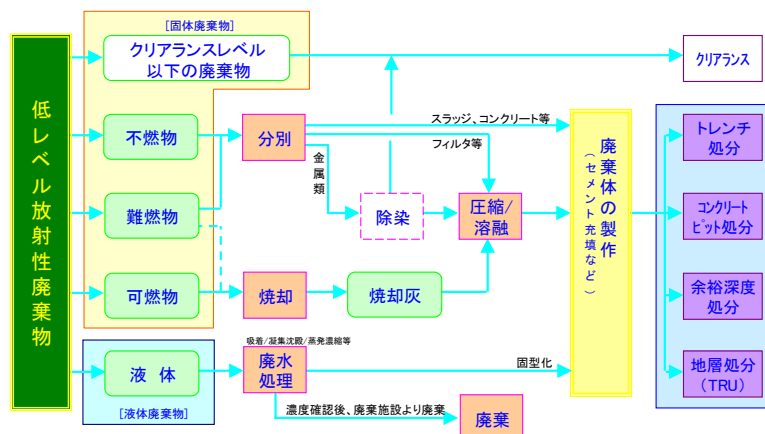 低レベル放射性廃棄物
[固体廃棄物]
クリアランスレベル
以下の廃棄物
クリアランス
不燃物
分別
スラッジ、コンクリート等
フィルタ等
金属類
難燃物
除染
圧縮/
溶融
可燃物
焼却
焼却灰
廃棄体の製作
(セメント充填など)
トレンチ
処分
コンクリート
ピット処分
余裕深度
処分
地層処分
(TRU)
吸着/凝集沈殿/蒸発濃縮等
液 体
廃水
処理
固型化
[液体廃棄物]
濃度確認後、廃棄施設より廃棄
廃棄